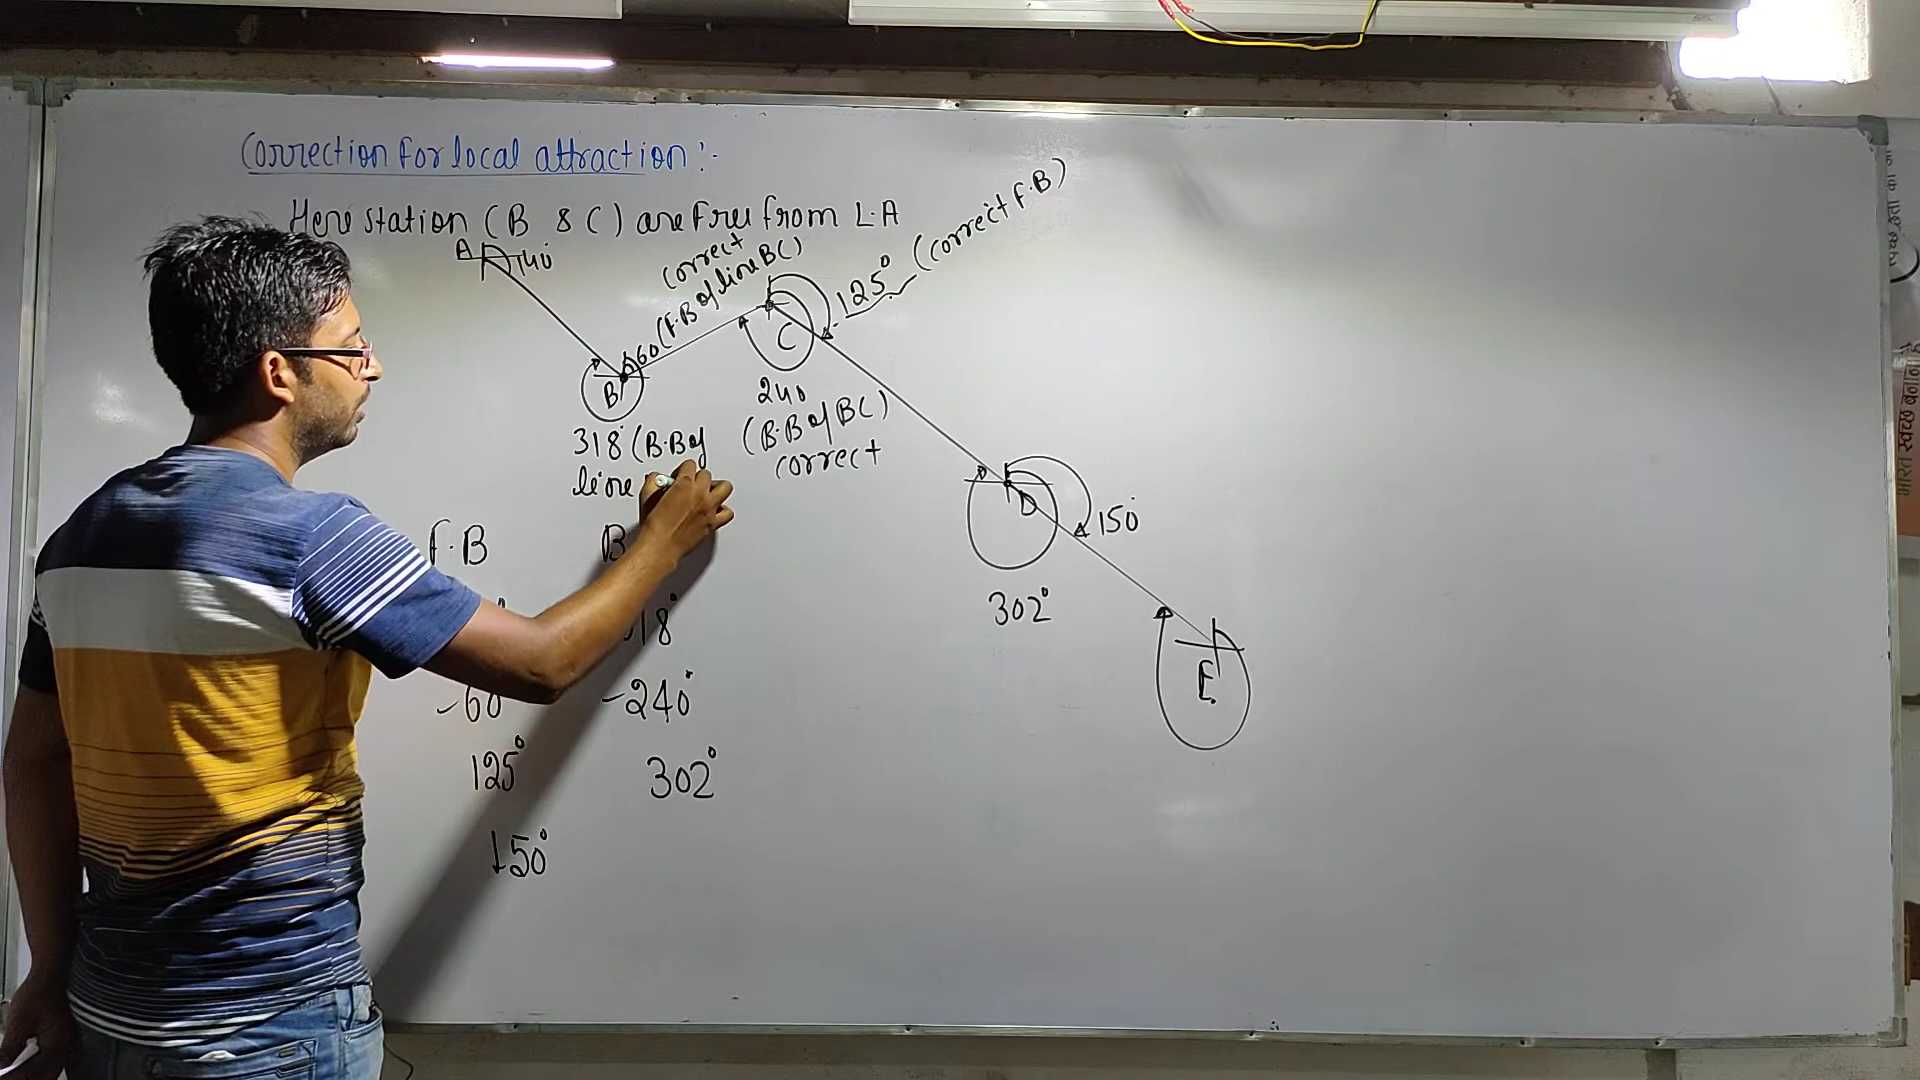 Correction for local attraction :-
Here station (B & C) are free from L.A
A
140°
correct
(F.B of line BC)
60°
125° (correct F.B)
B
C
318° (B.B of
line
240
(B.B of BC)
correct
D
150°
302°
E
F.B
B
18°
-60°
-240°
125°
302°
150°